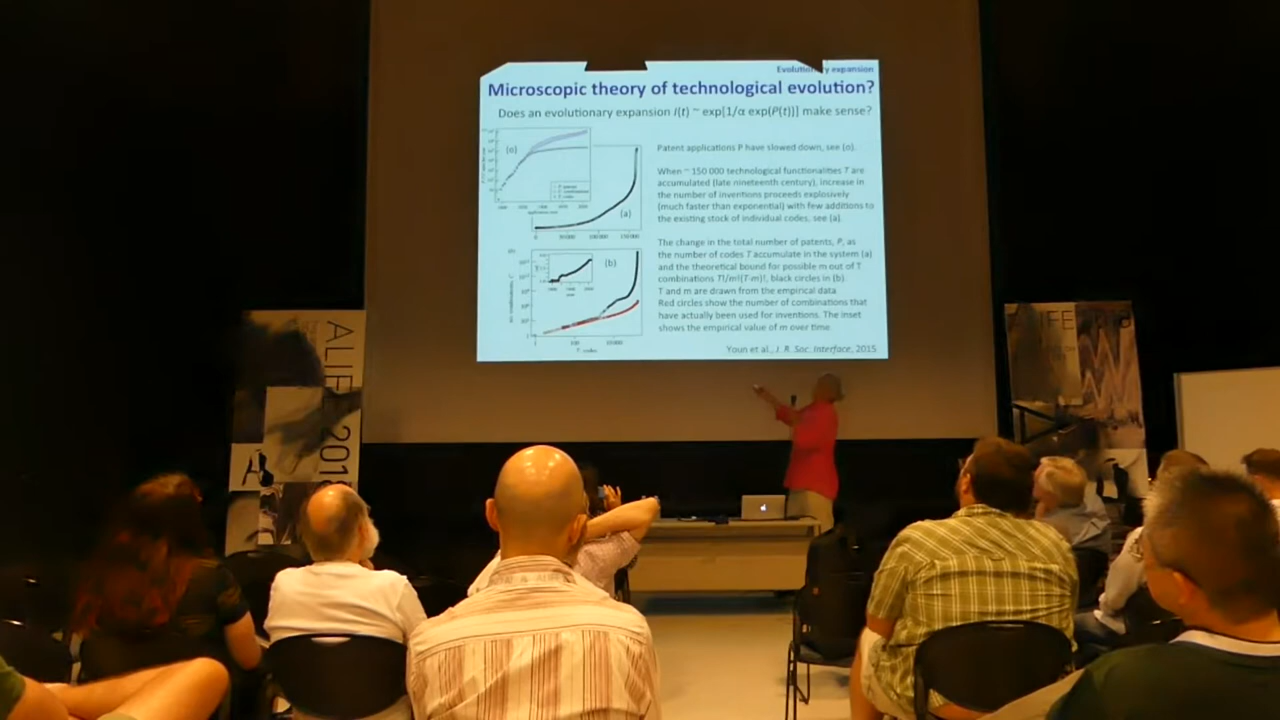 Evolutionary expansion
Microscopic theory of technological evolution?
Does an evolutionary expansion I(t) ~ exp[1/α exp(P(t))] make sense?
Patent applications P have slowed down, see (o).
When ~ 150 000 technological functionalities T are
accumulated (late nineteenth century), increase in
the number of inventions proceeds explosively
(much faster than exponential) with few additions to
the existing stock of individual codes, see (a).
The change in the total number of patents, P, as
the number of codes T accumulate in the system (a)
and the theoretical bound for possible m out of T
combinations T!/m!(T-m)!, black circles in (b).
T and m are drawn from the empirical data
Red circles show the number of combinations that
have actually been used for inventions. The inset
shows the empirical value of m over time.
Youn et al., J. R. Soc. Interface, 2015
(o)
(a)
(b)
ALIFE 2018